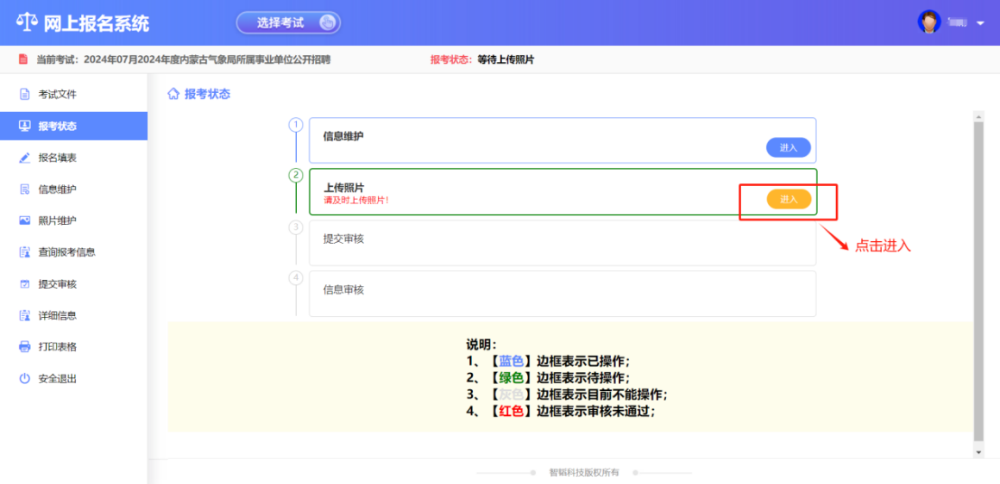 网上报名系统
选择考试
当前考试：2024年07月2024年度内蒙古气象局所属事业单位公开招聘
报考状态：等待上传照片
考试文件
报考状态
报名填表
信息维护
照片维护
查询报考信息
提交审核
详细信息
打印表格
安全退出
报考状态
1
信息维护
进入
2
上传照片
请及时上传照片！
进入
点击进入
3
提交审核
4
信息审核
说明：
1、【蓝色】边框表示已操作；
2、【绿色】边框表示待操作；
3、【灰色】边框表示目前不能操作；
4、【红色】边框表示审核未通过；
智韬科技版权所有